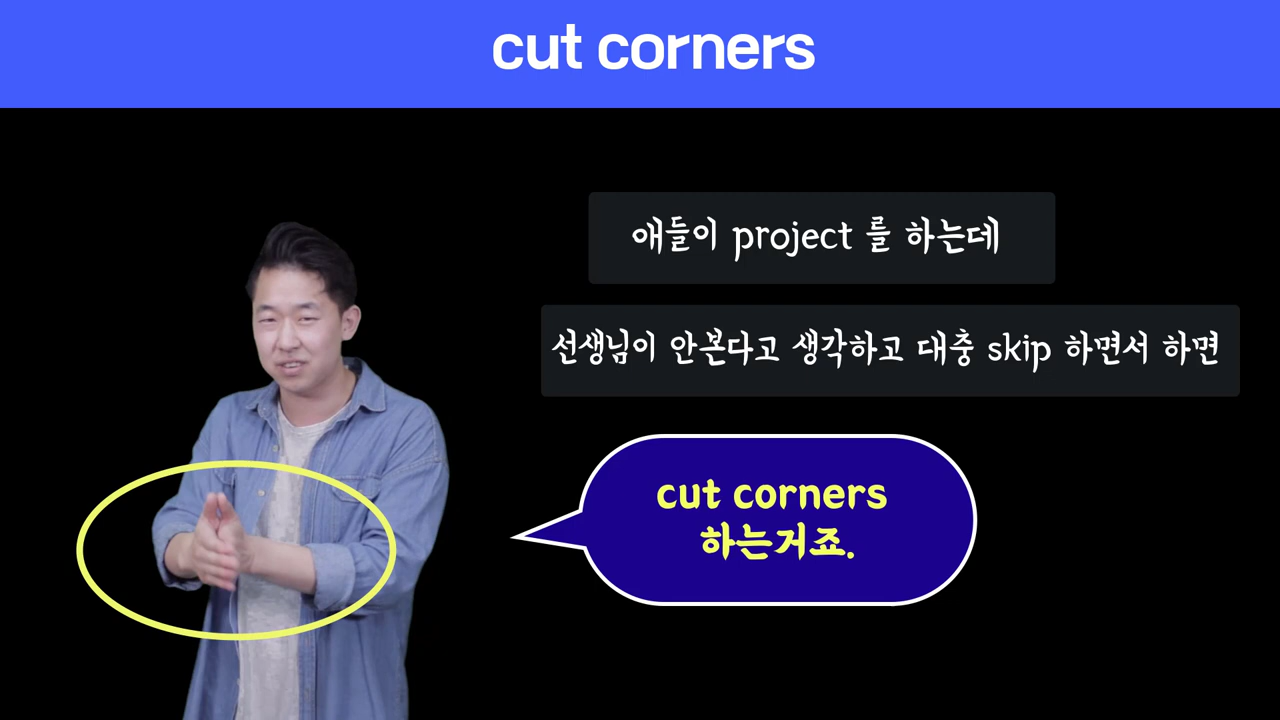 cut corners
애들이 project 를 하는데
선생님이 안본다고 생각하고 대충 skip 하면서 하면
cut corners
하는거죠.